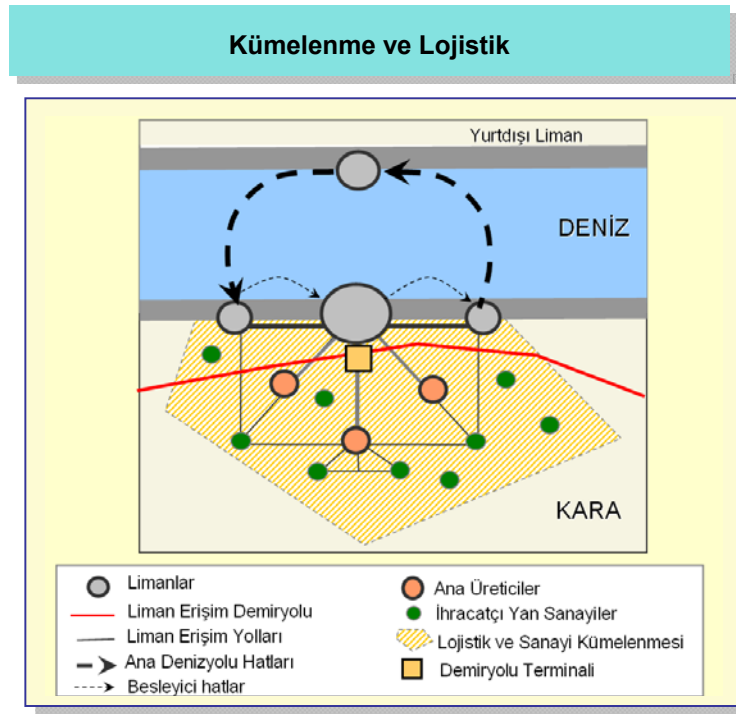 Kümelenme ve Lojistik
Yurtdışı Liman
DENİZ
KARA
Limanlar
Liman Erişim Demiryolu
Liman Erişim Yolları
Ana Denizyolu Hatları
Besleyici hatlar
Ana Üreticiler
İhracatçı Yan Sanayiler
Lojistik ve Sanayi Kümelenmesi
Demiryolu Terminali